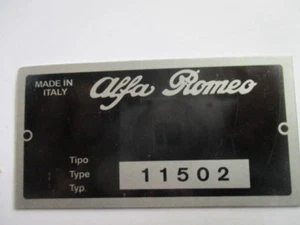 MADE IN
ITALY
Alfa Romeo
Tipo
Type
Typ.
11502